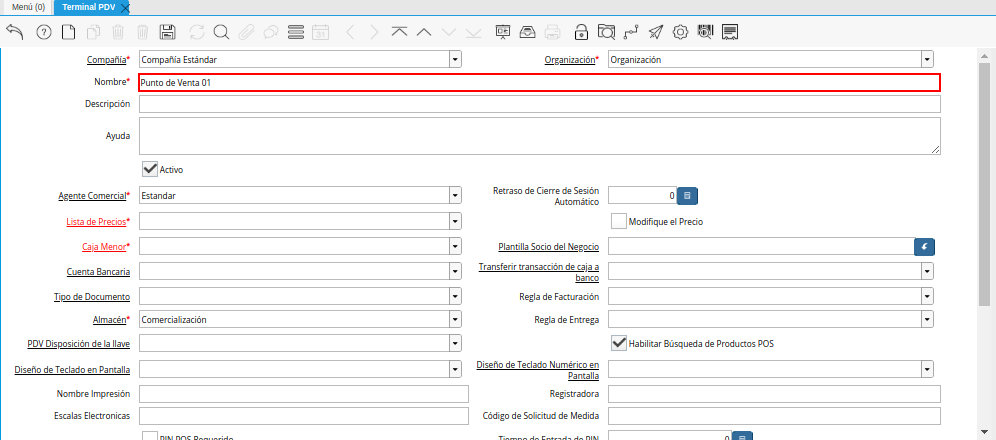 Menú (0) Terminal PDV
Compañía* Compañía Estándar Organización* Organización
Nombre* Punto de Venta 01
Descripción
Ayuda
Activo
Agente Comercial* Estandar Retraso de Cierre de Sesión Automático 0
Lista de Precios* Modifique el Precio
Caja Menor* Plantilla Socio del Negocio
Cuenta Bancaria Transferir transacción de caja a banco
Tipo de Documento Regla de Facturación
Almacén* Comercialización Regla de Entrega
PDV Disposición de la llave Habilitar Búsqueda de Productos POS
Diseño de Teclado en Pantalla Diseño de Teclado Numérico en Pantalla
Nombre Impresión Registradora
Escalas Electronicas Código de Solicitud de Medida
PIN POS Requerido Tiempo de Entrada de PIN 0